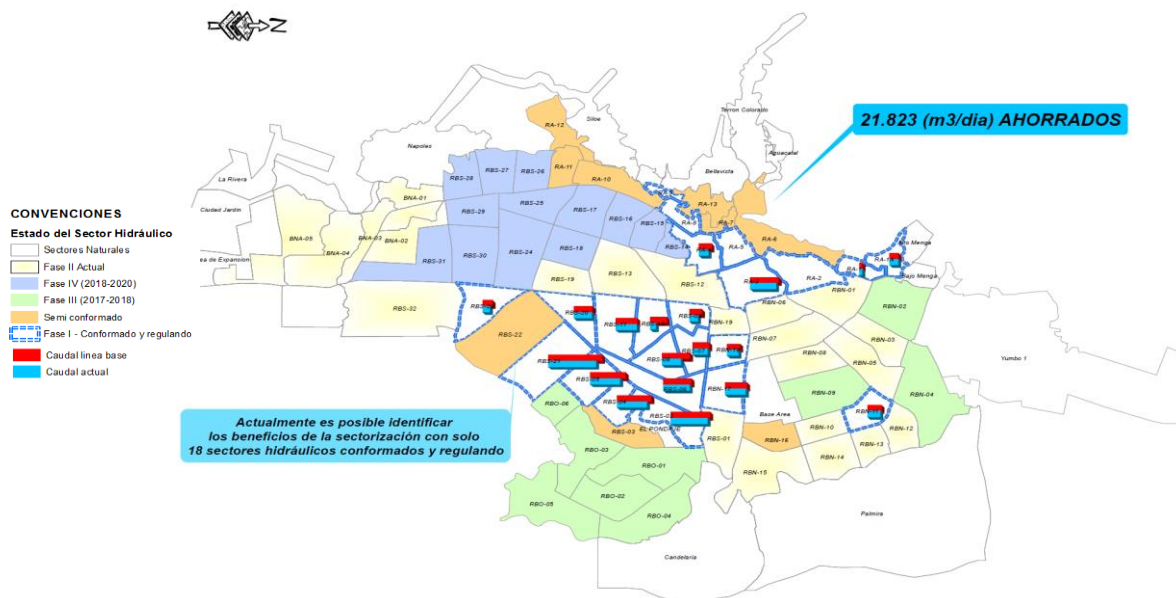 Z
21.823 (m3/dia) AHORRADOS
CONVENCIONES
Estado del Sector Hidráulico
Sectores Naturales
Fase II Actual
Fase IV (2018-2020)
Fase III (2017-2018)
Semi conformado
Fase I - Conformado y regulando
Caudal linea base
Caudal actual
Actualmente es posible identificar
los beneficios de la sectorización con solo
18 sectores hidráulicos conformados y regulando
Terron Colorado
Siloe
Aguacatal
Bellavista
Napoleo
La Rivera
Ciudad Jardin
ea de Expansion
RA-12
RA-11
RA-10
RA-13
RA-7
RA-6
RA-5
RA-2
Bajo Menga
RBS-28
RBS-27
RBS-26
RBS-25
RBS-29
RBS-17
RBS-16
RBS-15
RBS-14
RBS-18
RBS-24
RBS-30
RBS-31
BNA-01
BNA-02
BNA-03
BNA-04
BNA-05
RBS-32
RBS-19
RBS-13
RBS-12
RBS-22
RBN-01
RBN-02
RBN-06
RBN-19
RBN-07
RBN-03
RBN-08
RBN-05
RBN-04
RBN-09
Yumbo 1
RBO-06
RBS-03
RBS-01
Base Area
RBN-16
RBN-10
RBN-12
RBN-13
RBN-14
RBN-15
RBO-03
RBO-01
RBO-02
RBO-05
RBO-04
Candelaria
Palmira